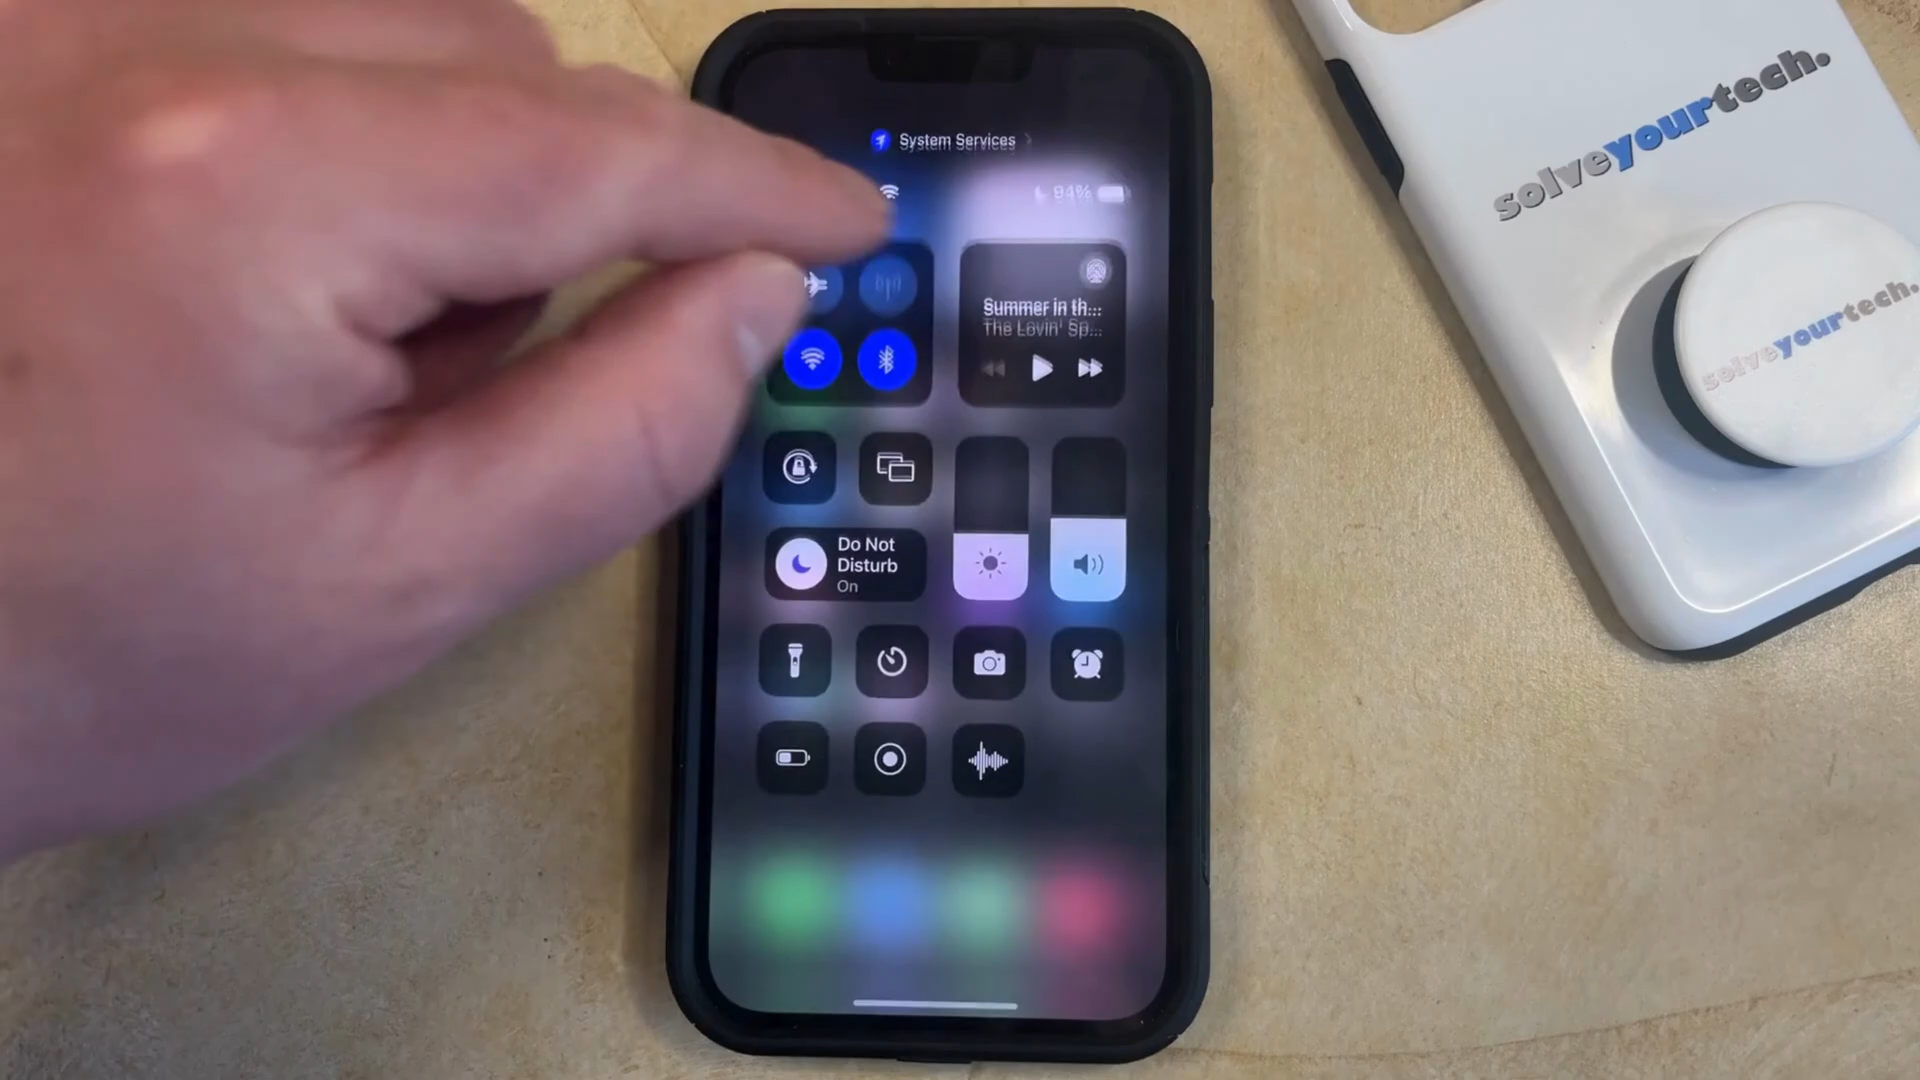 System Services
94%
Summer in th...
The Lovin' Sp...
Do Not
Disturb
On
solveyourtech.
solveyourtech.